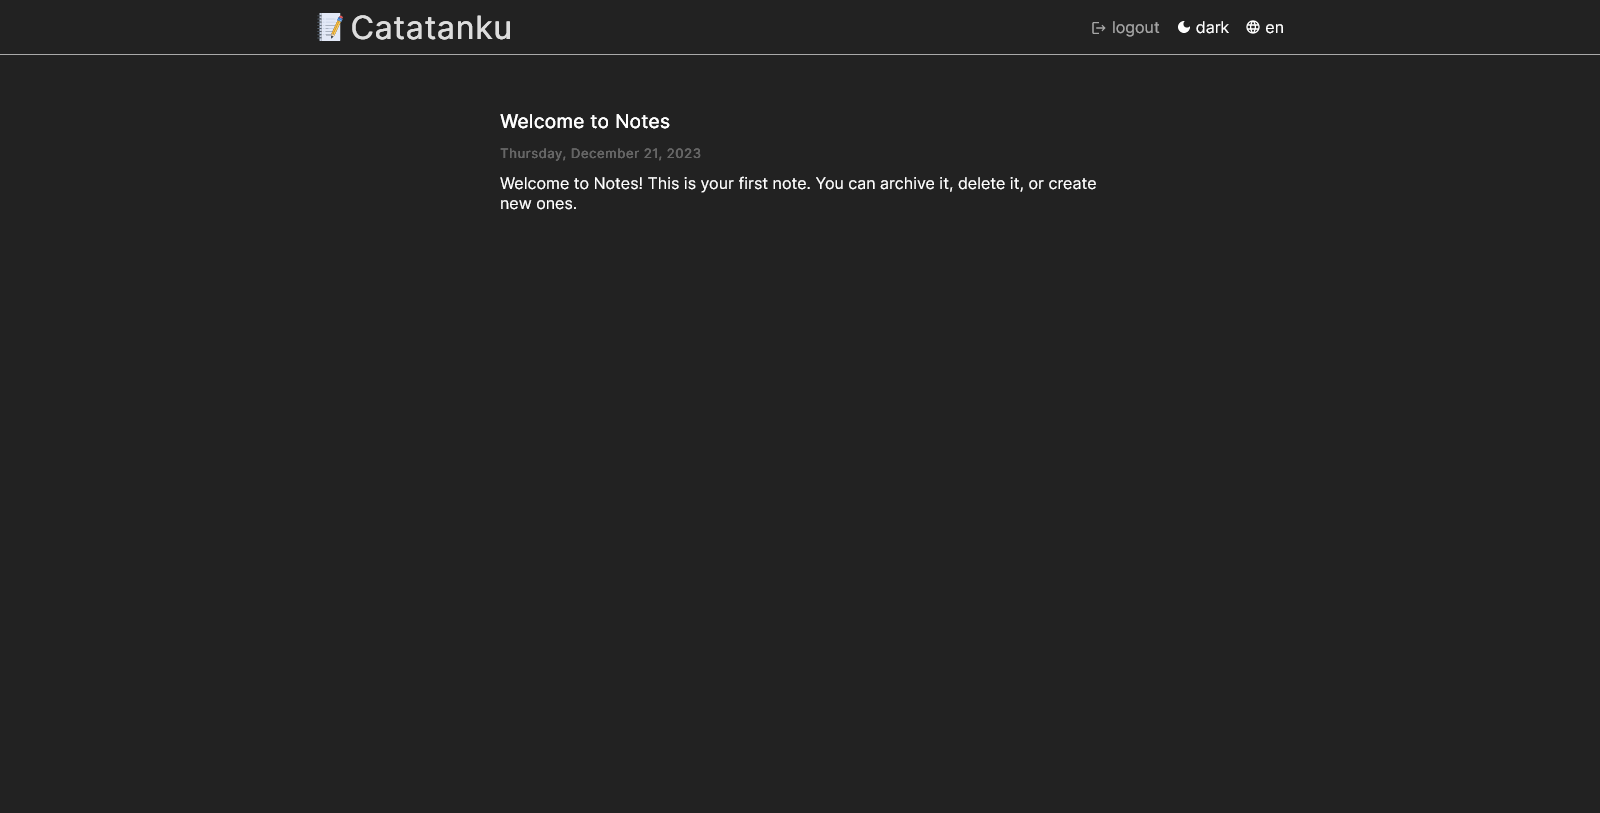 Catatanku
logout
dark
en
Welcome to Notes
Thursday, December 21, 2023
Welcome to Notes! This is your first note. You can archive it, delete it, or create
new ones.